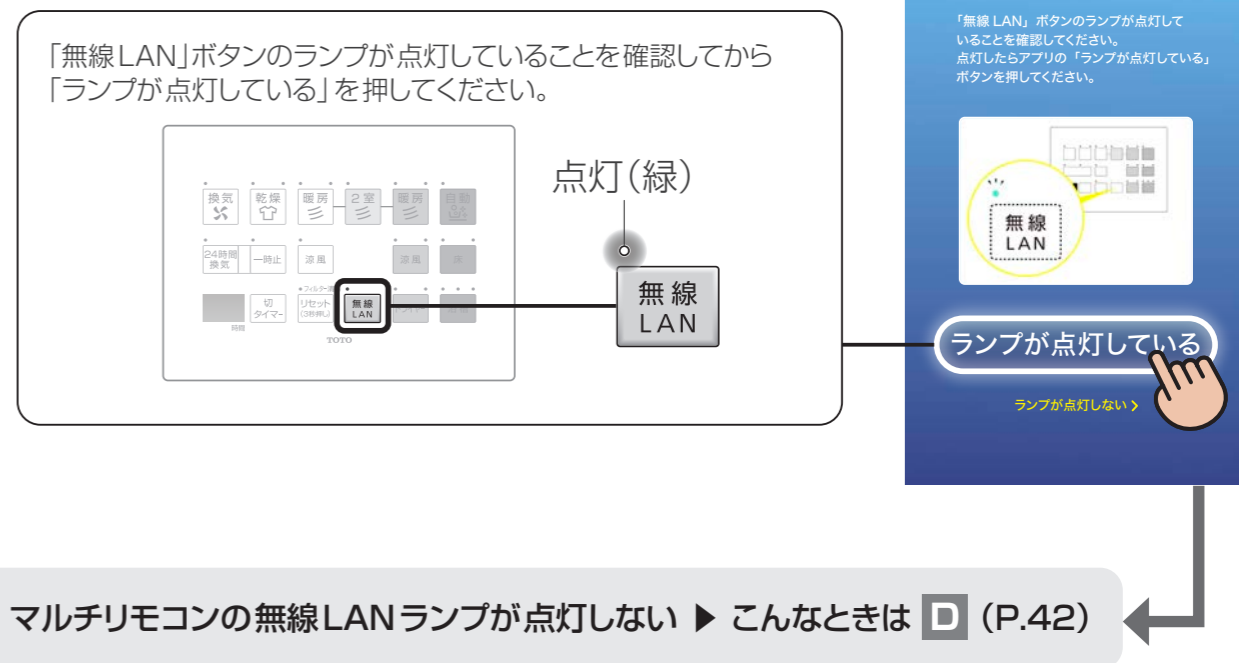 「無線LAN」ボタンのランプが点灯していることを確認してから
「ランプが点灯している」を押してください。
換気
乾燥
暖房
2室
暖房
自動
24時間
換気
一時止
涼風
涼風
切
タイマー
●フィルター
リセット
(3秒押し)
無線
LAN
時間
TOTO
点灯(緑)
無線
LAN
「無線 LAN」ボタンのランプが点灯して
いることを確認してください。
点灯したらアプリの「ランプが点灯している」
ボタンを押してください。
無線
LAN
ランプが点灯している
ランプが点灯しない >
マルチリモコンの無線LANランプが点灯しない ▶ こんなときは D (P.42)